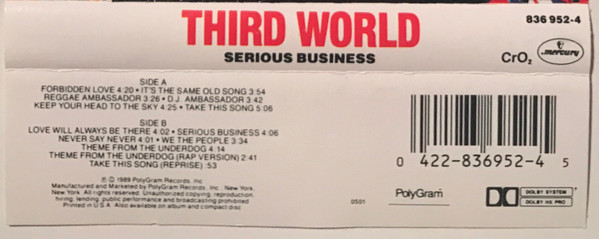 THIRD WORLD
SERIOUS BUSINESS
836 952-4
CrO₂
mercury
SIDE A
FORBIDDEN LOVE 4:20 • IT'S THE SAME OLD SONG 3:54
REGGAE AMBASSADOR 3:26 • D.J. AMBASSADOR 3:42
KEEP YOUR HEAD TO THE SKY 4:25 • TAKE THIS SONG 5:06
SIDE B
LOVE WILL ALWAYS BE THERE 4:02 • SERIOUS BUSINESS 4:06
NEVER SAY NEVER 4:01 • WE THE PEOPLE 3:34
THEME FROM THE UNDERDOG 4:14
THEME FROM THE UNDERDOG (RAP VERSION) 2:41
TAKE THIS SONG (REPRISE) :53
℗ © 1989 PolyGram Records, Inc.
Manufactured and Marketed by PolyGram Records, Inc., New York,
New York. All rights reserved. Unauthorized copying, reproduction,
hiring, lending, public performance and broadcasting prohibited.
Printed in U.S.A. Also available on album and compact disc
0501
0 422-836952-4 5
PolyGram
DOLBY SYSTEM
DOLBY HX PRO